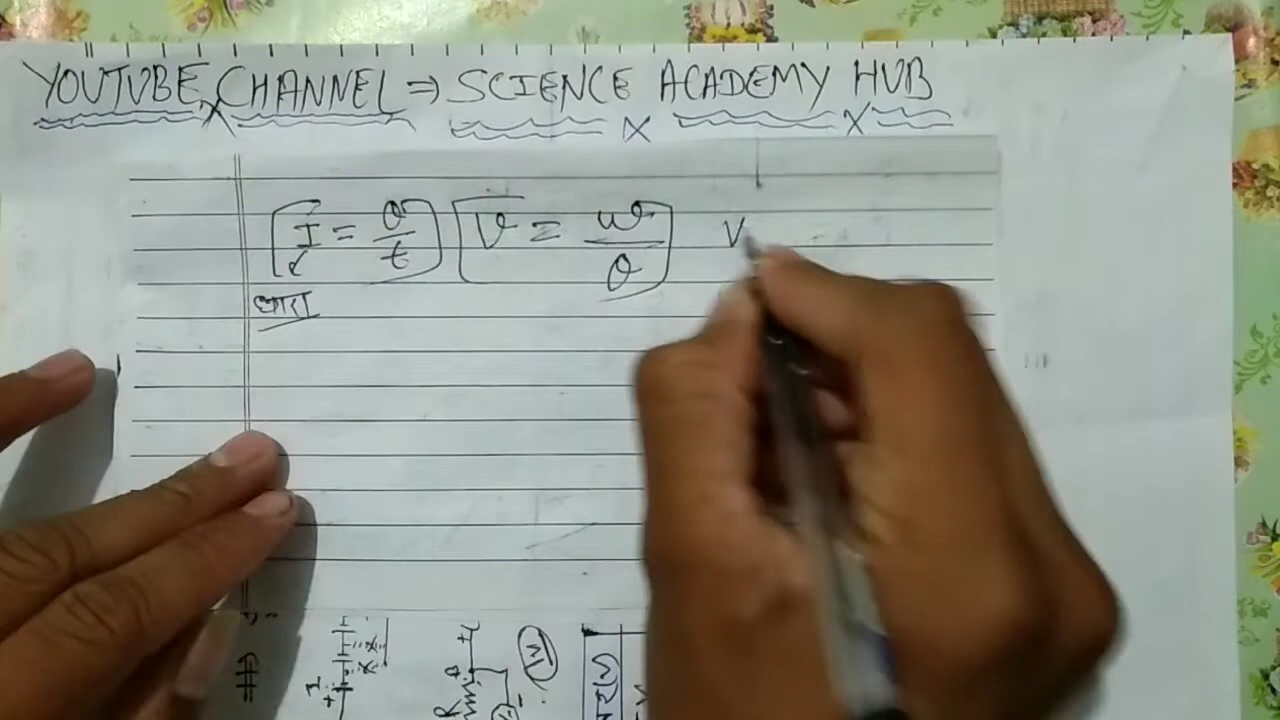 YOUTUBE CHANNEL ⇒ SCIENCE ACADEMY HUB
I = Q/t V = W/Q V
धारा
R
(V)